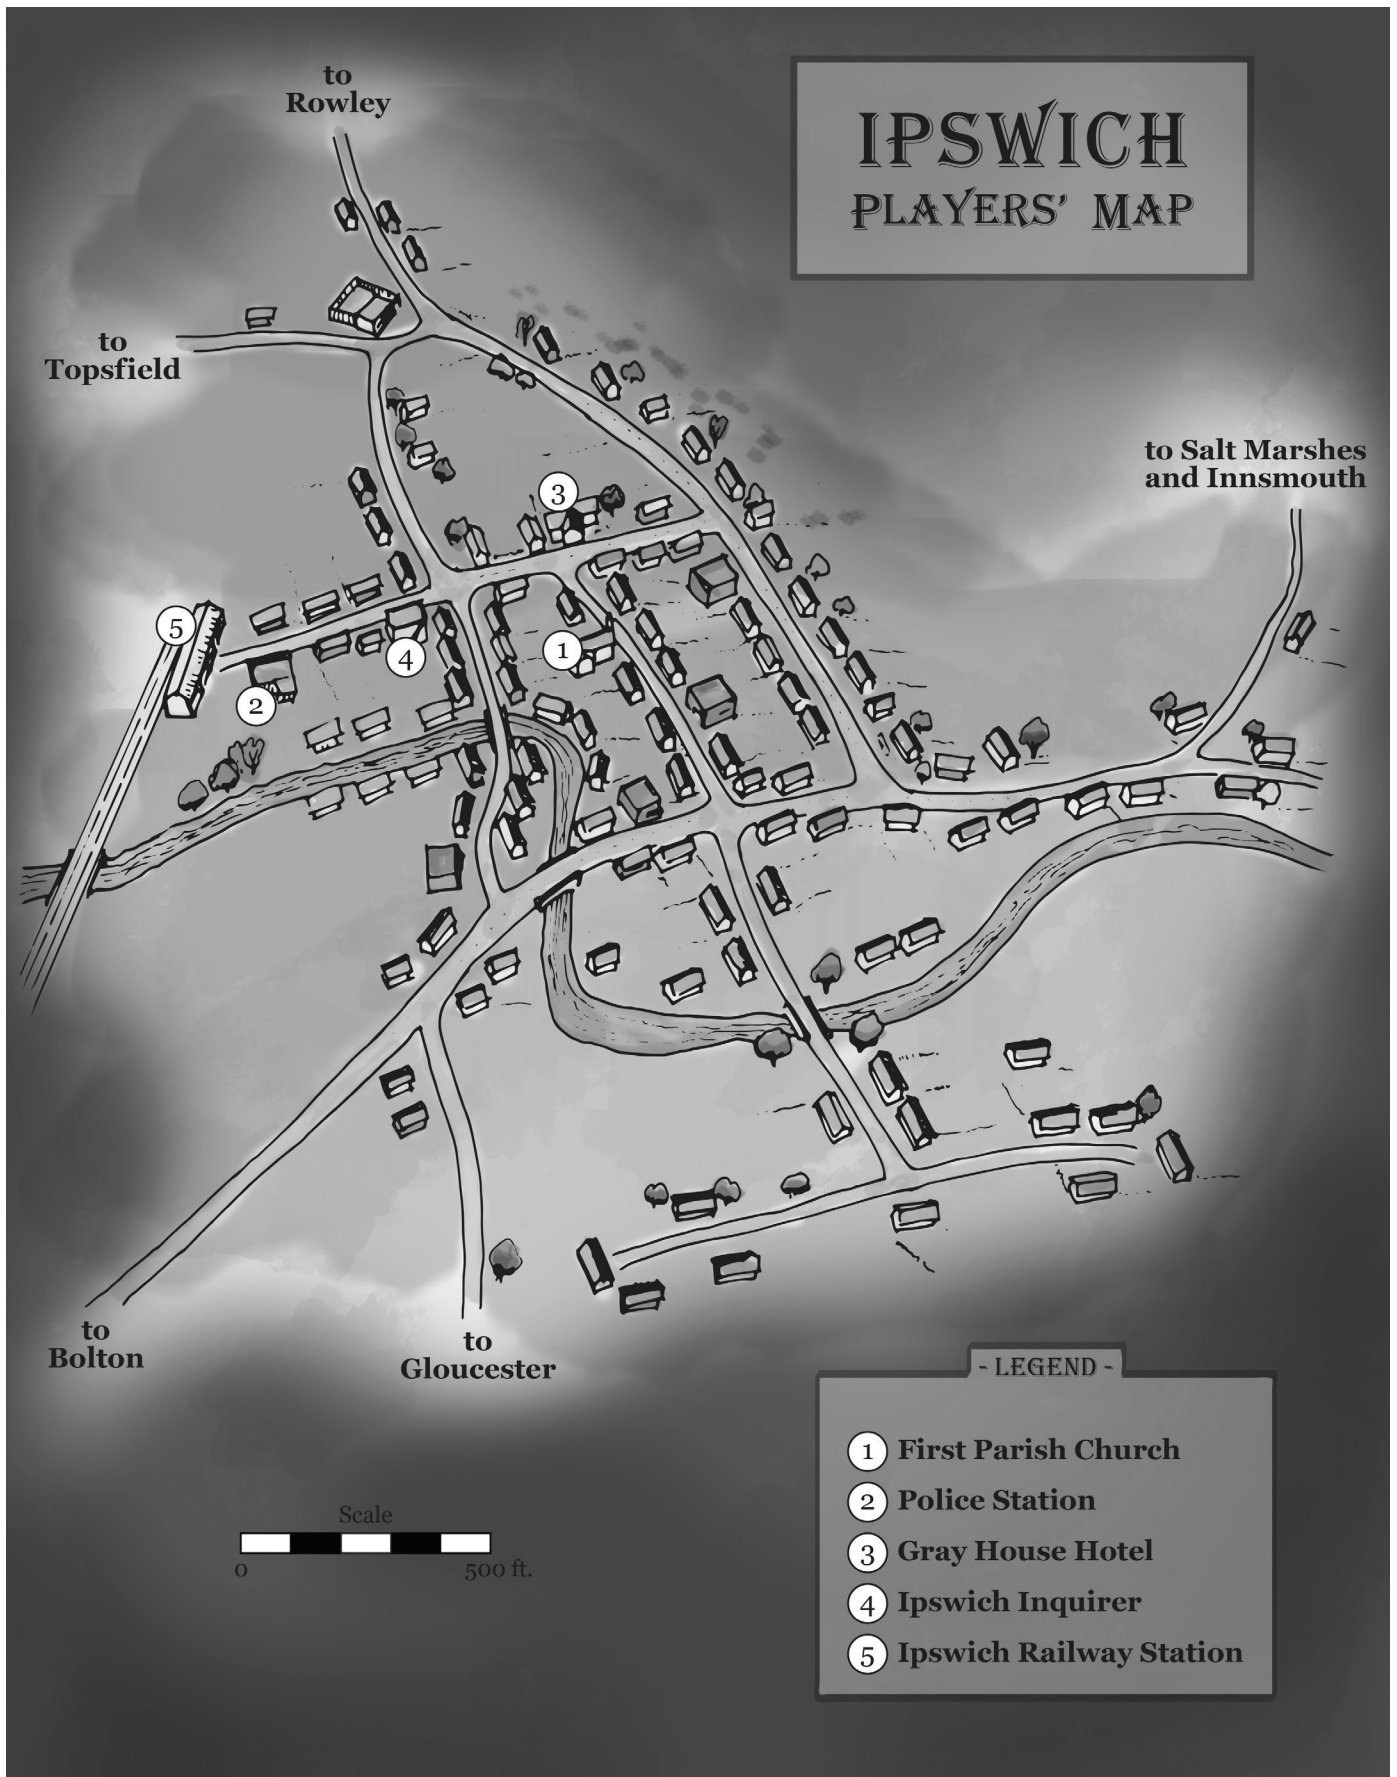 to
Rowley
IPSWICH
PLAYERS' MAP
to
Topsfield
to Salt Marshes
and Innsmouth
3
5
1
4
2
to
Bolton
to
Gloucester
- LEGEND -
1 First Parish Church
2 Police Station
3 Gray House Hotel
4 Ipswich Inquirer
5 Ipswich Railway Station
Scale
0 500 ft.